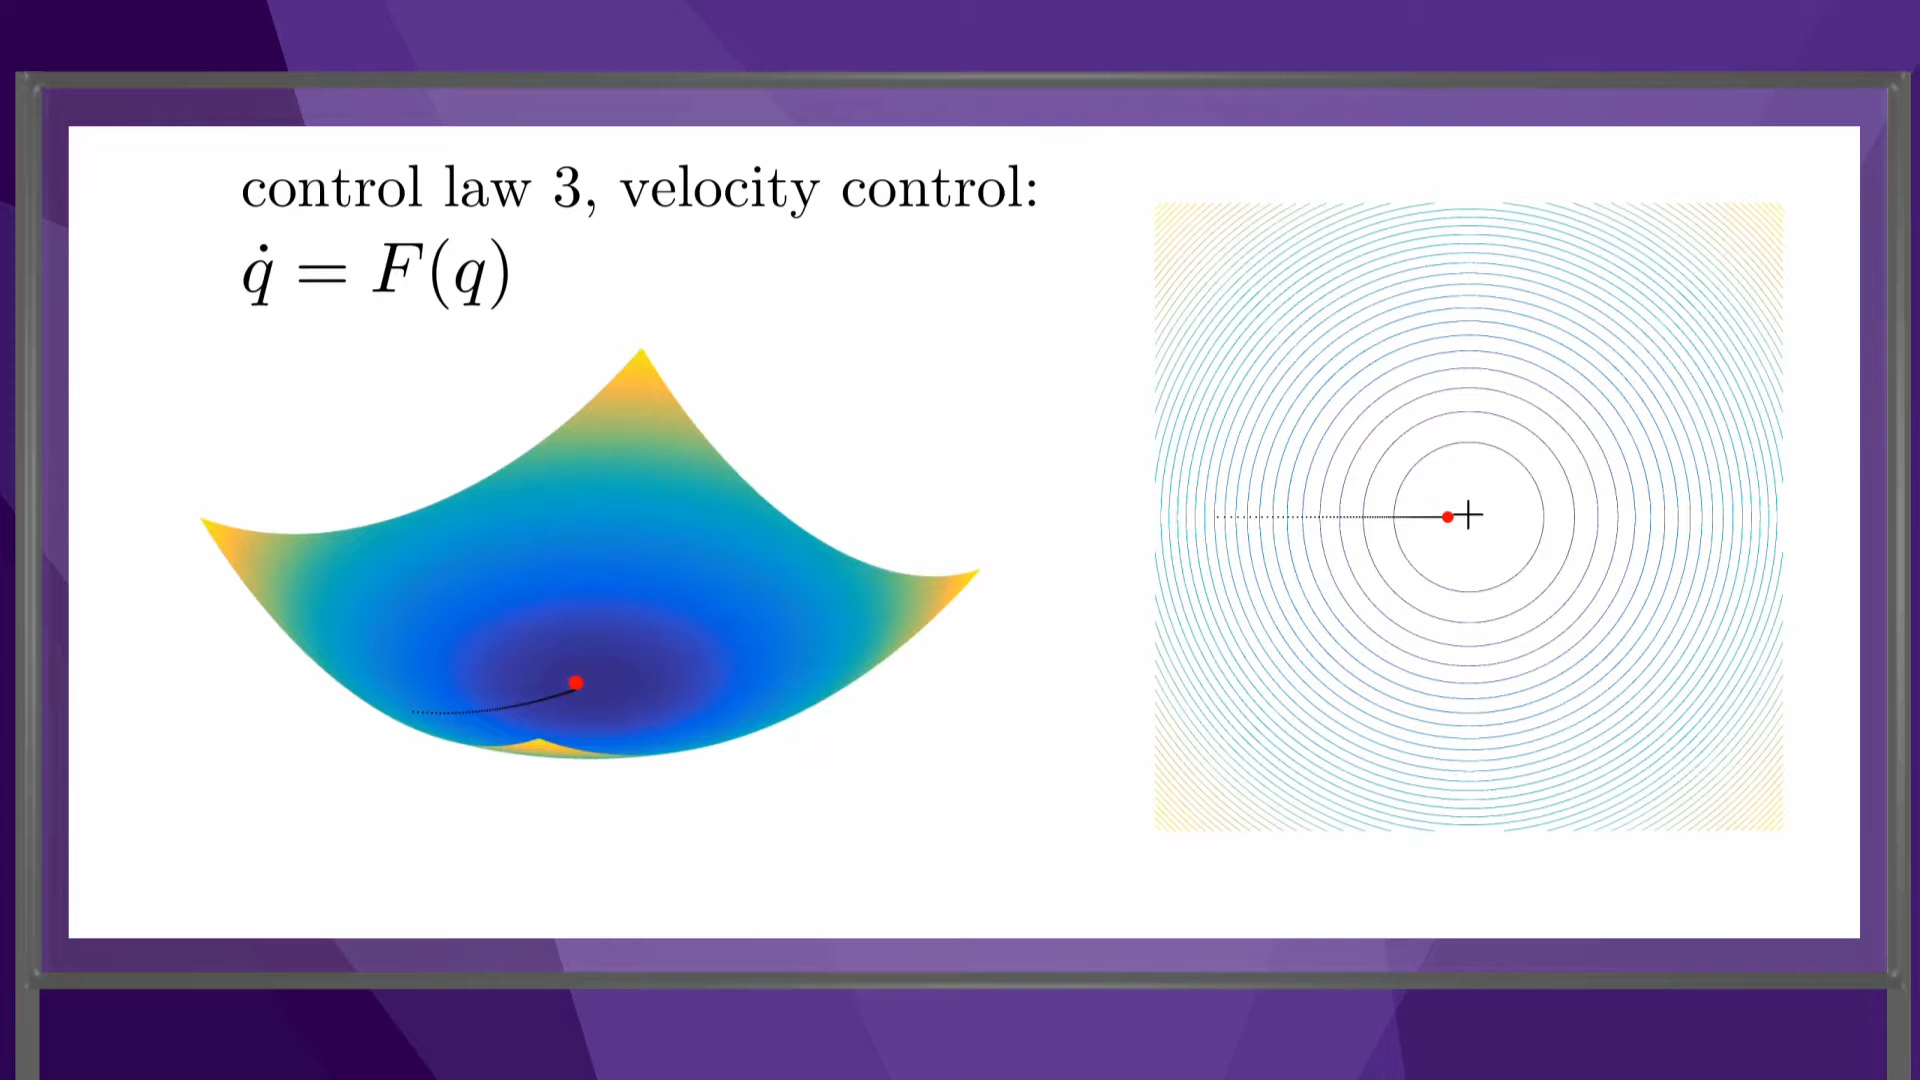 control law 3, velocity control:
q̇ = F(q)